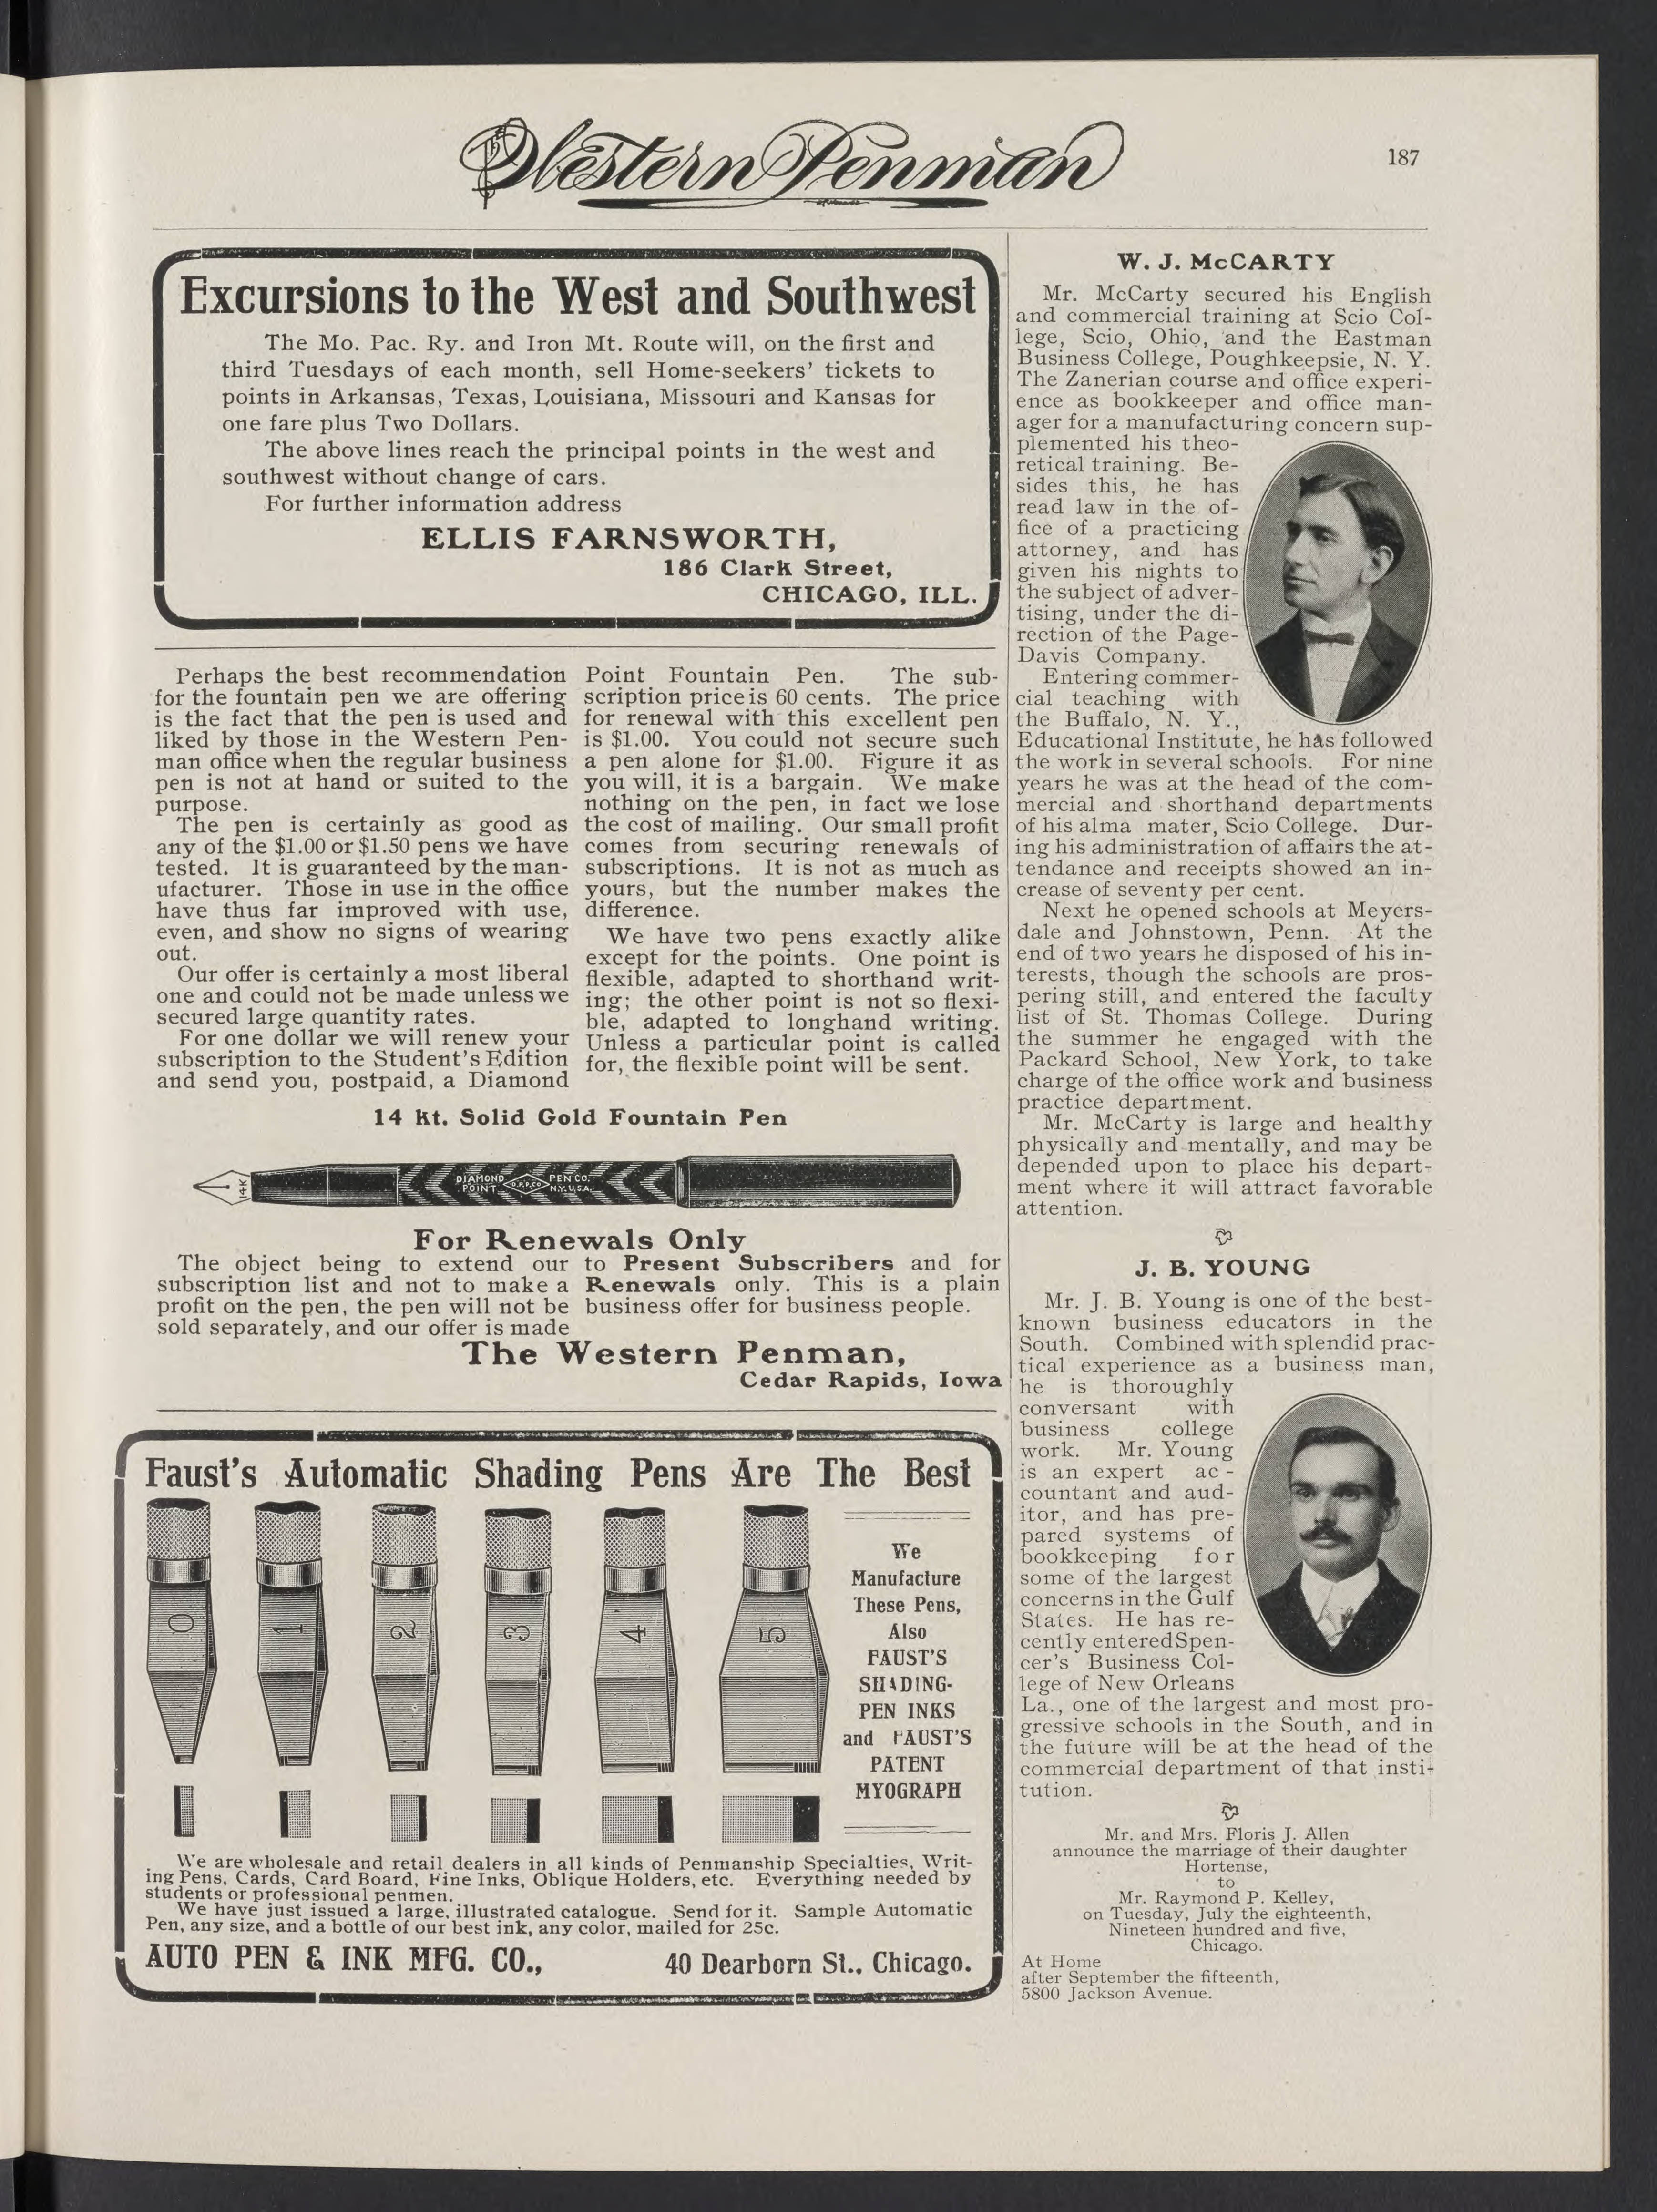 Western Penman
187
Excursions to the West and Southwest
The Mo. Pac. Ry. and Iron Mt. Route will, on the first and
third Tuesdays of each month, sell Home-seekers' tickets to
points in Arkansas, Texas, Louisiana, Missouri and Kansas for
one fare plus Two Dollars.
The above lines reach the principal points in the west and
southwest without change of cars.
For further information address
ELLIS FARNSWORTH,
186 Clark Street,
CHICAGO, ILL.
Perhaps the best recommendation
for the fountain pen we are offering
is the fact that the pen is used and
liked by those in the Western Pen-
man office when the regular business
pen is not at hand or suited to the
purpose.
The pen is certainly as good as
any of the $1.00 or $1.50 pens we have
tested. It is guaranteed by the man-
ufacturer. Those in use in the office
have thus far improved with use,
even, and show no signs of wearing
out.
Our offer is certainly a most liberal
one and could not be made unless we
secured large quantity rates.
For one dollar we will renew your
subscription to the Student's Edition
and send you, postpaid, a Diamond
Point Fountain Pen. The sub-
scription price is 60 cents. The price
for renewal with this excellent pen
is $1.00. You could not secure such
a pen alone for $1.00. Figure it as
you will, it is a bargain. We make
nothing on the pen, in fact we lose
the cost of mailing. Our small profit
comes from securing renewals of
subscriptions. It is not as much as
yours, but the number makes the
difference.
We have two pens exactly alike
except for the points. One point is
flexible, adapted to shorthand writ-
ing; the other point is not so flexi-
ble, adapted to longhand writing.
Unless a particular point is called
for, the flexible point will be sent.
14 kt. Solid Gold Fountain Pen
14K
DIAMOND POINT D.P.P.CO PEN CO. N.Y.U.S.A.
For Renewals Only
The object being to extend our
subscription list and not to make a
profit on the pen, the pen will not be
sold separately, and our offer is made
to Present Subscribers and for
Renewals only. This is a plain
business offer for business people.
The Western Penman,
Cedar Rapids, Iowa
Faust's Automatic Shading Pens Are The Best
0 1 2 3 4 5
We
Manufacture
These Pens,
Also
FAUST'S
SHADING-
PEN INKS
and FAUST'S
PATENT
MYOGRAPH
We are wholesale and retail dealers in all kinds of Penmanship Specialties, Writ-
ing Pens, Cards, Card Board, Fine Inks, Oblique Holders, etc. Everything needed by
students or professional penmen.
We have just issued a large, illustrated catalogue. Send for it. Sample Automatic
Pen, any size, and a bottle of our best ink, any color, mailed for 25c.
AUTO PEN & INK MFG. CO., 40 Dearborn St., Chicago.
W. J. McCARTY
Mr. McCarty secured his English
and commercial training at Scio Col-
lege, Scio, Ohio, and the Eastman
Business College, Poughkeepsie, N. Y.
The Zanerian course and office experi-
ence as bookkeeper and office man-
ager for a manufacturing concern sup-
plemented his theo-
retical training. Be-
sides this, he has
read law in the of-
fice of a practicing
attorney, and has
given his nights to
the subject of adver-
tising, under the di-
rection of the Page-
Davis Company.
Entering commer-
cial teaching with
the Buffalo, N. Y.,
Educational Institute, he has followed
the work in several schools. For nine
years he was at the head of the com-
mercial and shorthand departments
of his alma mater, Scio College. Dur-
ing his administration of affairs the at-
tendance and receipts showed an in-
crease of seventy per cent.
Next he opened schools at Meyers-
dale and Johnstown, Penn. At the
end of two years he disposed of his in-
terests, though the schools are pros-
pering still, and entered the faculty
list of St. Thomas College. During
the summer he engaged with the
Packard School, New York, to take
charge of the office work and business
practice department.
Mr. McCarty is large and healthy
physically and mentally, and may be
depended upon to place his depart-
ment where it will attract favorable
attention.
J. B. YOUNG
Mr. J. B. Young is one of the best-
known business educators in the
South. Combined with splendid prac-
tical experience as a business man,
he is thoroughly
conversant with
business college
work. Mr. Young
is an expert ac-
countant and aud-
itor, and has pre-
pared systems of
bookkeeping for
some of the largest
concerns in the Gulf
States. He has re-
cently entered Spen-
cer's Business Col-
lege of New Orleans
La., one of the largest and most pro-
gressive schools in the South, and in
the future will be at the head of the
commercial department of that insti-
tution.
Mr. and Mrs. Floris J. Allen
announce the marriage of their daughter
Hortense,
to
Mr. Raymond P. Kelley,
on Tuesday, July the eighteenth,
Nineteen hundred and five,
Chicago.
At Home
after September the fifteenth,
5800 Jackson Avenue.